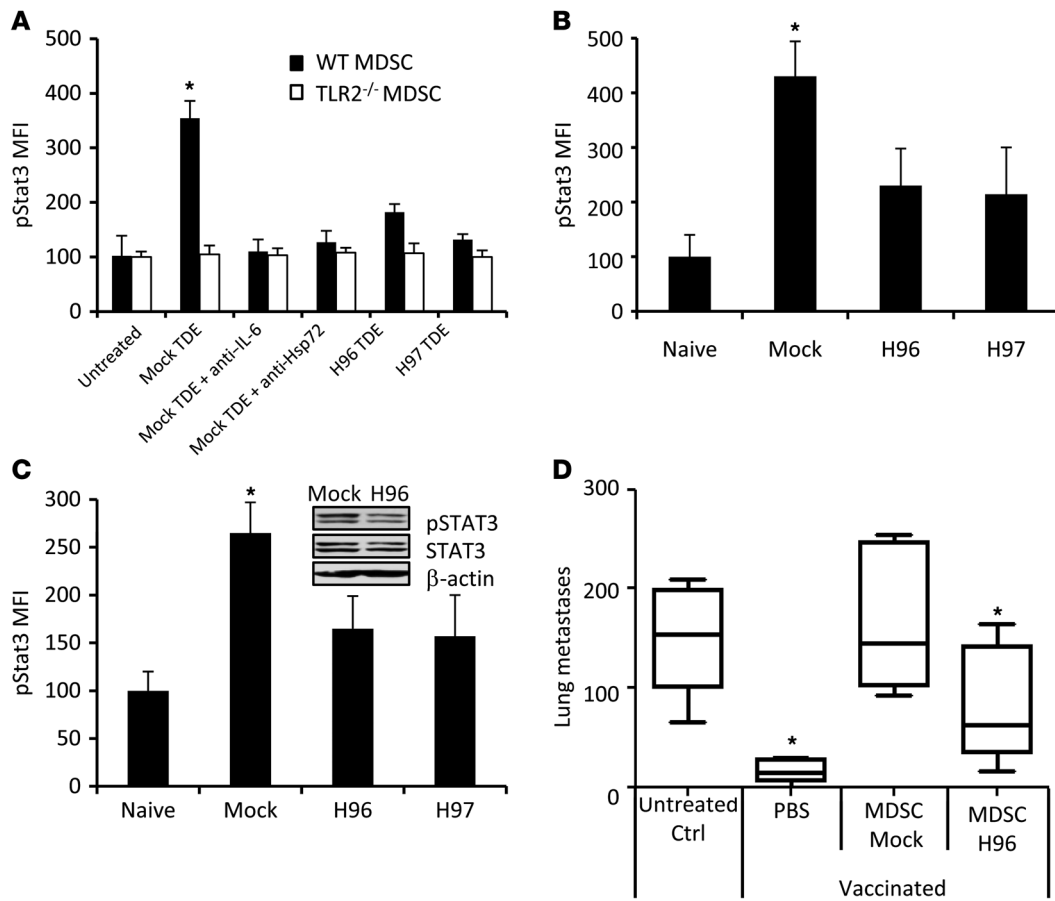 A
500
400
300
200
100
0
pStat3 MFI
*
WT MDSC
TLR2-/- MDSC
Untreated
Mock TDE
Mock TDE + anti–IL-6
Mock TDE + anti-Hsp72
H96 TDE
H97 TDE
B
500
400
300
200
100
0
pStat3 MFI
*
Naive Mock H96 H97
C
300
250
200
150
100
50
0
pStat3 MFI
*
Mock H96
pSTAT3
STAT3
β-actin
Naive Mock H96 H97
D
300
200
100
0
Lung metastases
*
*
Untreated Ctrl
PBS
MDSC Mock
MDSC H96
Vaccinated